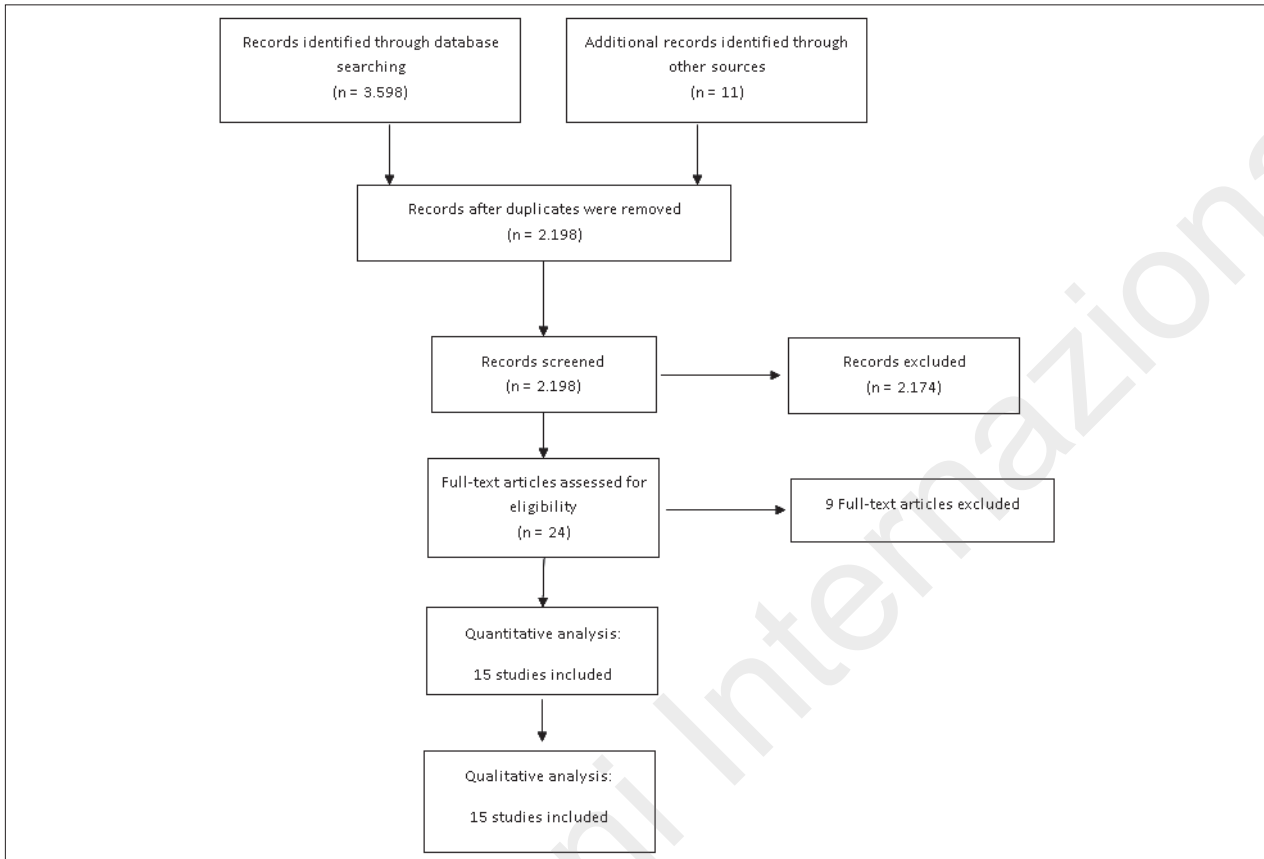 Records identified through database
searching
(n = 3.598)
Additional records identified through
other sources
(n = 11)
Records after duplicates were removed
(n = 2.198)
Records screened
(n = 2.198)
Records excluded
(n = 2.174)
Full-text articles assessed for
eligibility
(n = 24)
9 Full-text articles excluded
Quantitative analysis:
15 studies included
Qualitative analysis:
15 studies included